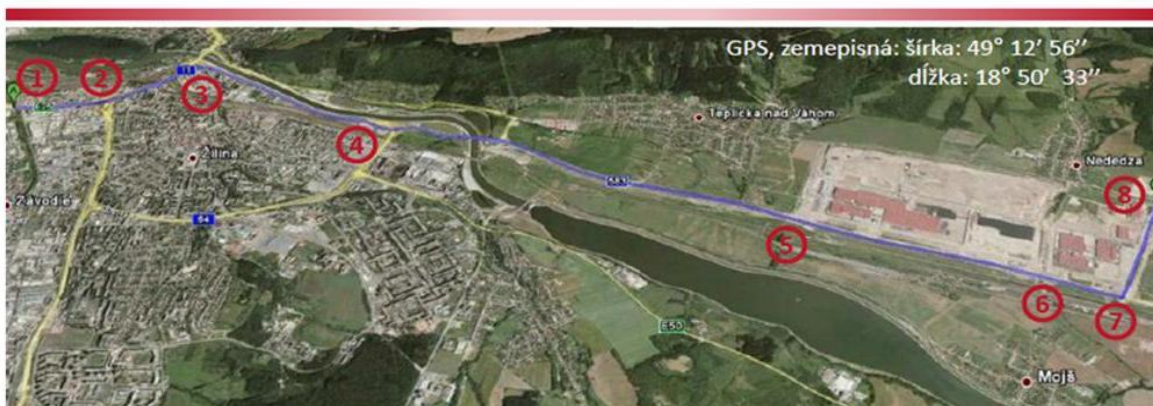 GPS, zemepisná: šírka: 49° 12′ 56′′
dĺžka: 18° 50′ 33′′
1
2
3
4
5
6
7
8
Teplička nad Váhom
Žilina
Nededza
Závodie
64
583
E50
Mojš